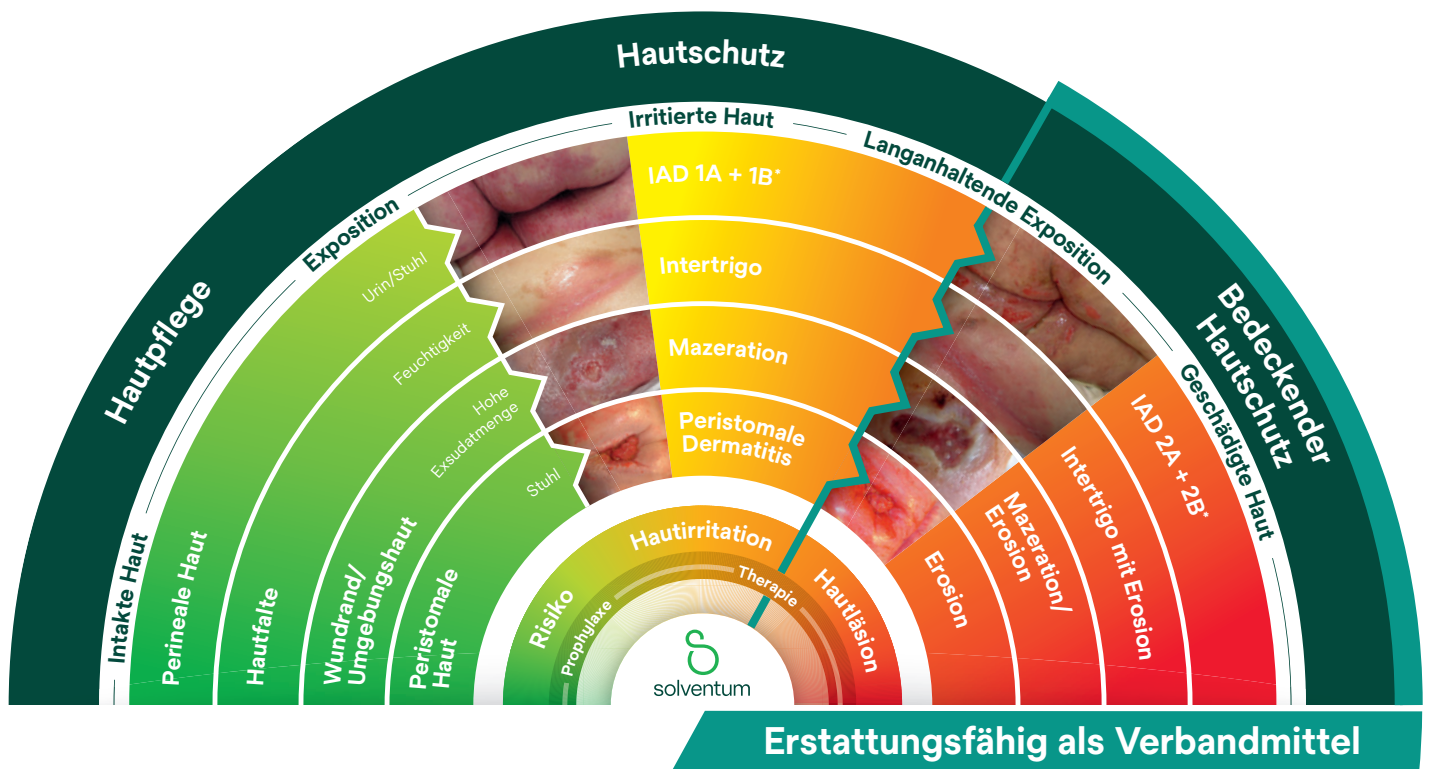 Hautschutz
Hautpflege
Bedeckender
Hautschutz
Intakte Haut
Exposition
Irritierte Haut
Langanhaltende Exposition
Geschädigte Haut
Urin/Stuhl
Feuchtigkeit
Hohe
Exsudatmenge
Stuhl
Perineale Haut
Hautfalte
Wundrand/
Umgebungshaut
Peristomale
Haut
IAD 1A + 1B*
Intertrigo
Mazeration
Peristomale
Dermatitis
IAD 2A + 2B*
Intertrigo mit Erosion
Mazeration/
Erosion
Erosion
Risiko
Hautirritation
Hautläsion
Prophylaxe
Therapie
solventum
Erstattungsfähig als Verbandmittel